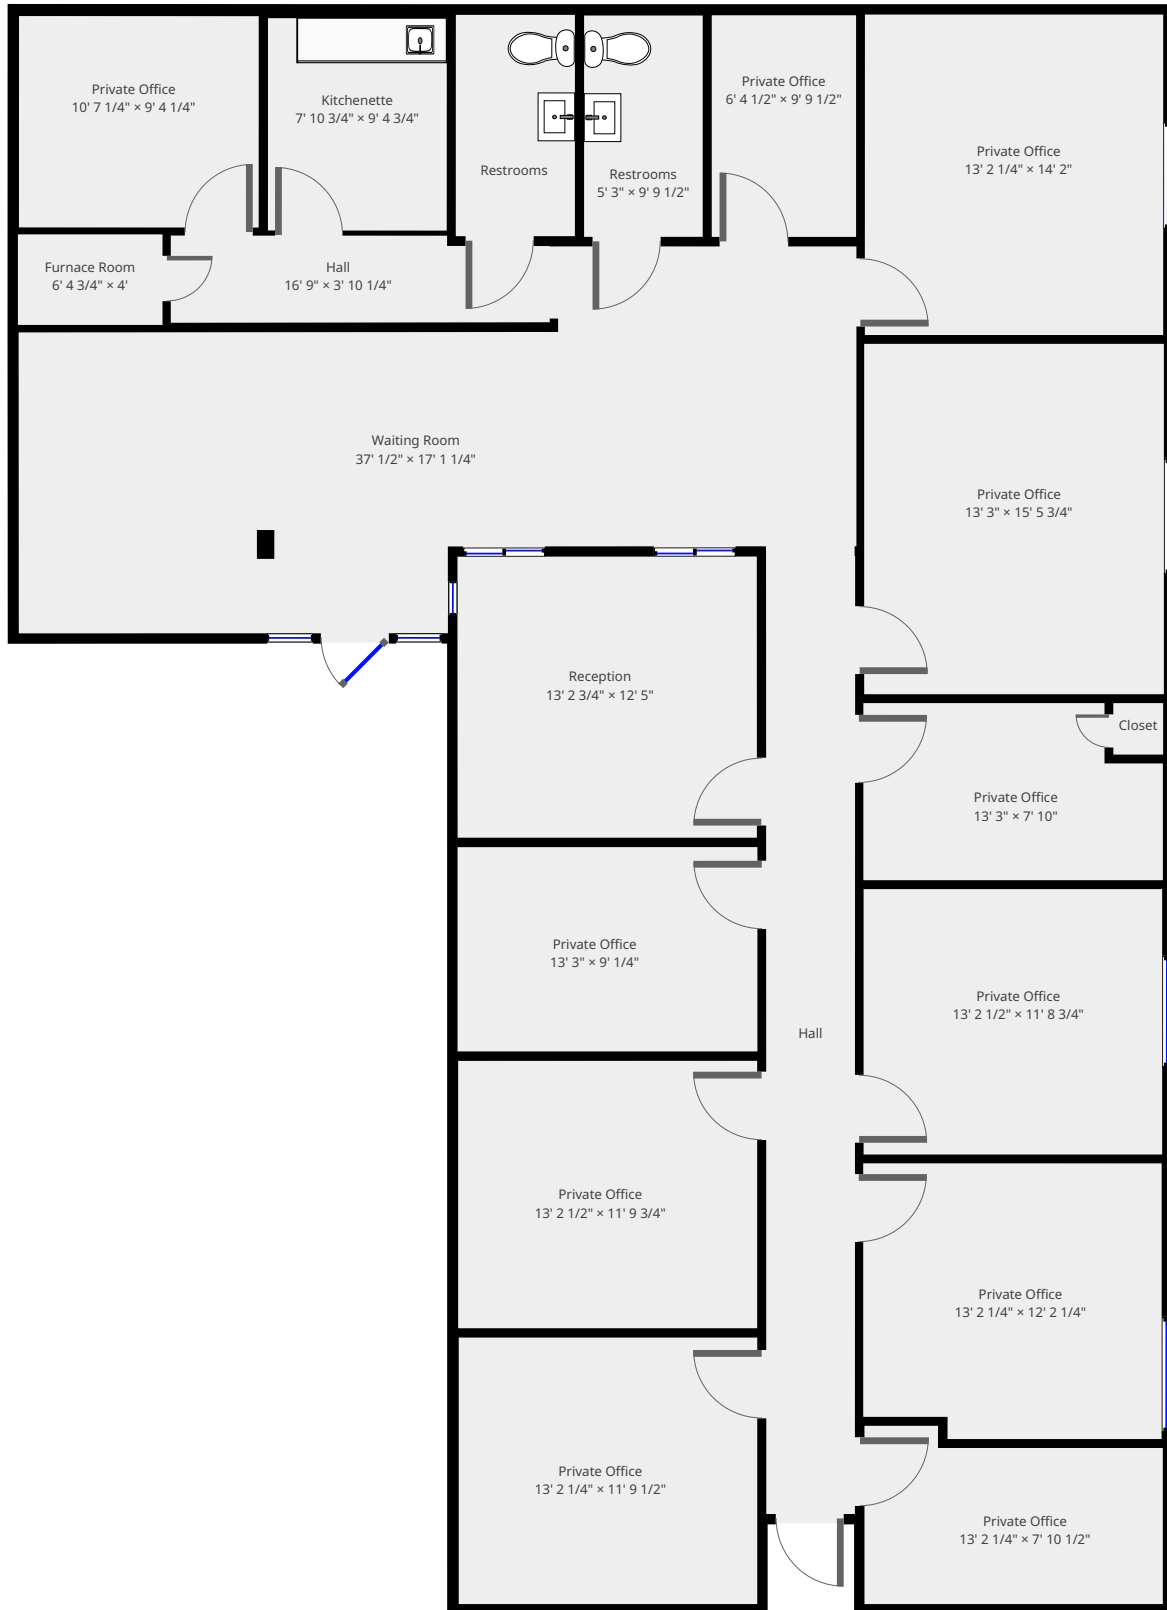 Private Office
10' 7 1/4" × 9' 4 1/4"
Kitchenette
7' 10 3/4" × 9' 4 3/4"
Restrooms
Restrooms
5' 3" × 9' 9 1/2"
Private Office
6' 4 1/2" × 9' 9 1/2"
Private Office
13' 2 1/4" × 14' 2"
Furnace Room
6' 4 3/4" × 4'
Hall
16' 9" × 3' 10 1/4"
Waiting Room
37' 1/2" × 17' 1 1/4"
Private Office
13' 3" × 15' 5 3/4"
Reception
13' 2 3/4" × 12' 5"
Closet
Private Office
13' 3" × 7' 10"
Private Office
13' 3" × 9' 1/4"
Private Office
13' 2 1/2" × 11' 8 3/4"
Hall
Private Office
13' 2 1/2" × 11' 9 3/4"
Private Office
13' 2 1/4" × 12' 2 1/4"
Private Office
13' 2 1/4" × 11' 9 1/2"
Private Office
13' 2 1/4" × 7' 10 1/2"